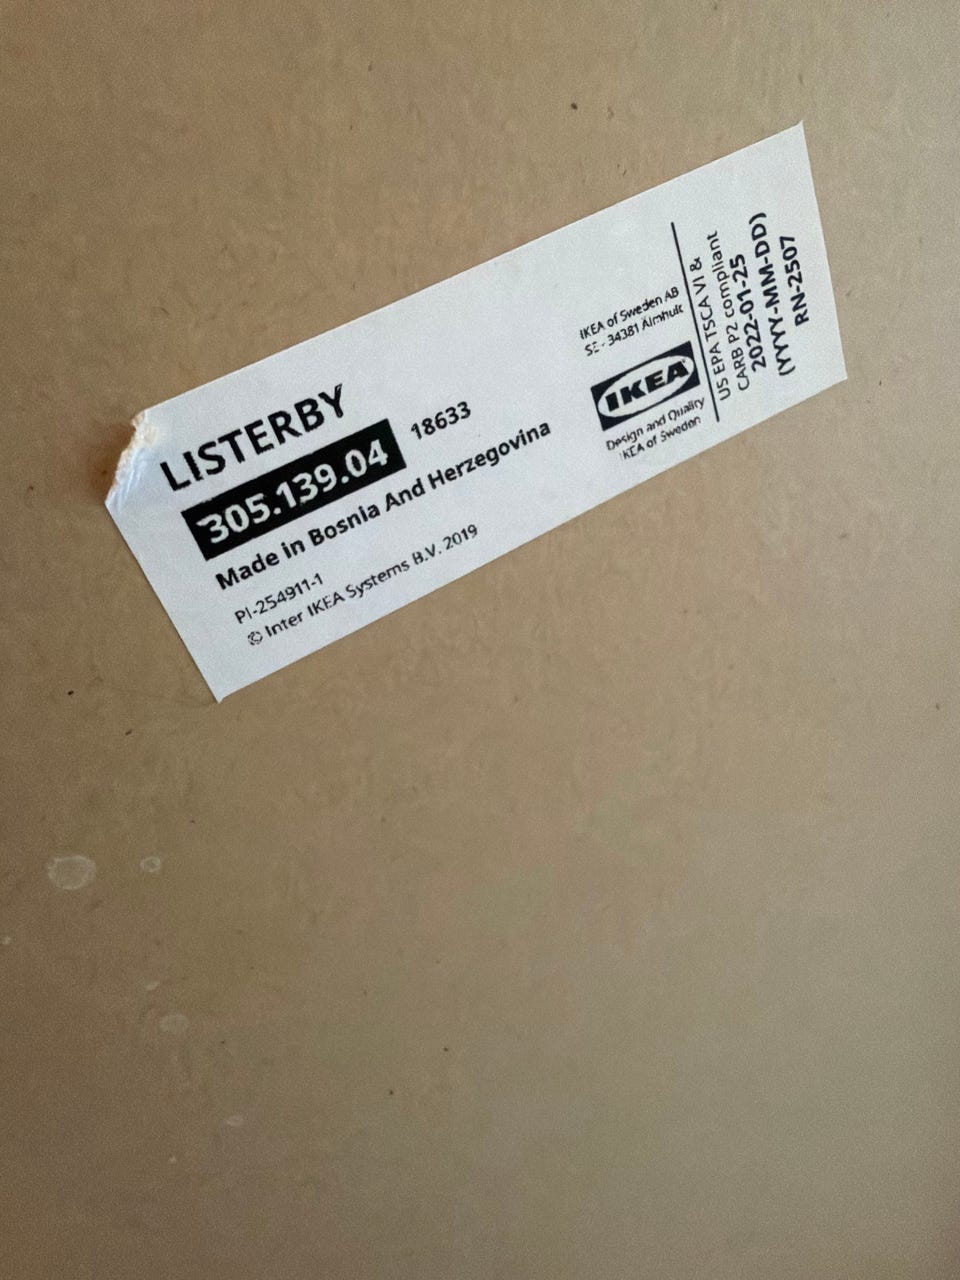 LISTERBY
305.139.04 18633
Made in Bosnia And Herzegovina
PI-254911-1
© Inter IKEA Systems B.V. 2019
IKEA of Sweden AB
SE - 34381 Älmhult
IKEA
Design and Quality
IKEA of Sweden
US EPA TSCA VI &
CARB P2 compliant
2022-01-25
(YYYY-MM-DD)
RN-2507